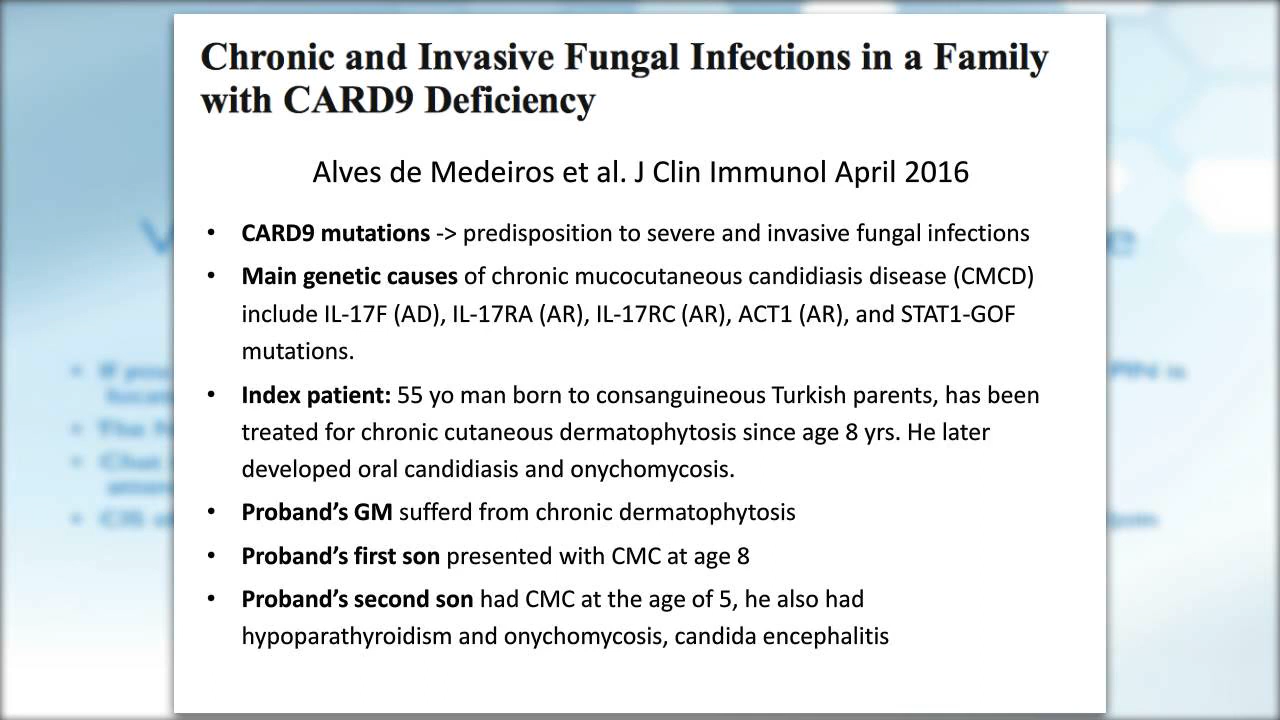 Chronic and Invasive Fungal Infections in a Family
with CARD9 Deficiency
Alves de Medeiros et al. J Clin Immunol April 2016
• CARD9 mutations -> predisposition to severe and invasive fungal infections
• Main genetic causes of chronic mucocutaneous candidiasis disease (CMCD)
include IL-17F (AD), IL-17RA (AR), IL-17RC (AR), ACT1 (AR), and STAT1-GOF
mutations.
• Index patient: 55 yo man born to consanguineous Turkish parents, has been
treated for chronic cutaneous dermatophytosis since age 8 yrs. He later
developed oral candidiasis and onychomycosis.
• Proband’s GM sufferd from chronic dermatophytosis
• Proband’s first son presented with CMC at age 8
• Proband’s second son had CMC at the age of 5, he also had
hypoparathyroidism and onychomycosis, candida encephalitis